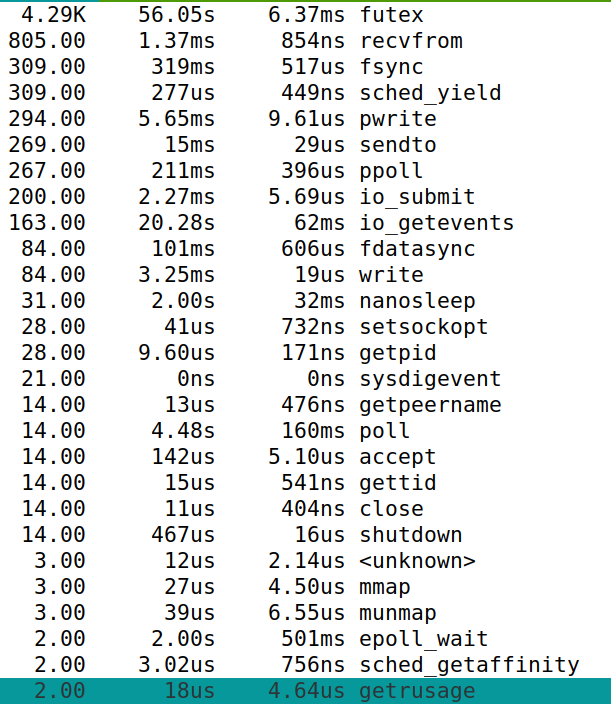 4.29K 56.05s 6.37ms futex
805.00 1.37ms 854ns recvfrom
309.00 319ms 517us fsync
309.00 277us 449ns sched_yield
294.00 5.65ms 9.61us pwrite
269.00 15ms 29us sendto
267.00 211ms 396us ppoll
200.00 2.27ms 5.69us io_submit
163.00 20.28s 62ms io_getevents
84.00 101ms 606us fdatasync
84.00 3.25ms 19us write
31.00 2.00s 32ms nanosleep
28.00 41us 732ns setsockopt
28.00 9.60us 171ns getpid
21.00 0ns 0ns sysdigevent
14.00 13us 476ns getpeername
14.00 4.48s 160ms poll
14.00 142us 5.10us accept
14.00 15us 541ns gettid
14.00 11us 404ns close
14.00 467us 16us shutdown
3.00 12us 2.14us <unknown>
3.00 27us 4.50us mmap
3.00 39us 6.55us munmap
2.00 2.00s 501ms epoll_wait
2.00 3.02us 756ns sched_getaffinity
2.00 18us 4.64us getrusage